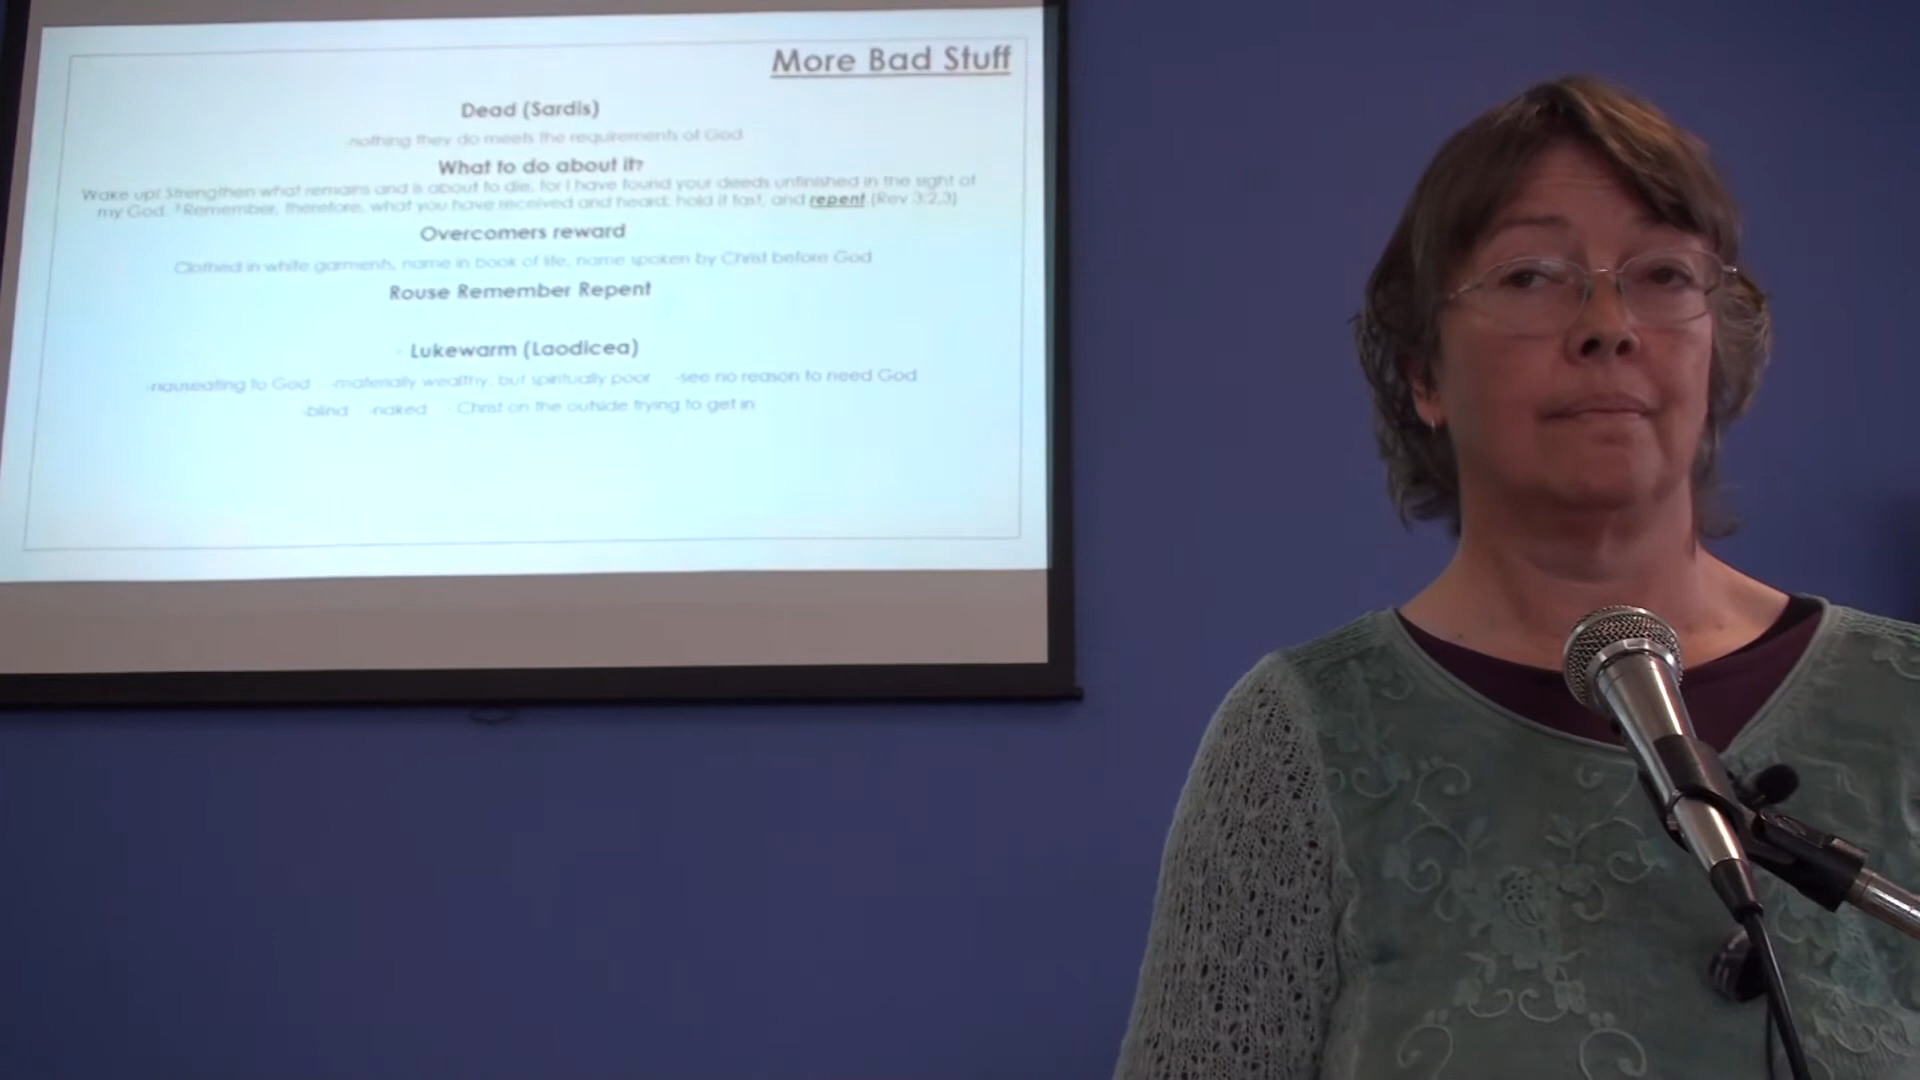 More Bad Stuff
Dead (Sardis)
-nothing they do meets the requirements of God
What to do about it?
Wake up! Strengthen what remains and is about to die, for I have found your deeds unfinished in the sight of
my God. ³ Remember, therefore, what you have received and heard; hold it fast, and repent.(Rev 3:2,3)
Overcomers reward
Clothed in white garments, name in book of life, name spoken by Christ before God
Rouse Remember Repent
- Lukewarm (Laodicea)
-nauseating to God -materially wealthy, but spiritually poor -see no reason to need God
-blind -naked - Christ on the outside trying to get in